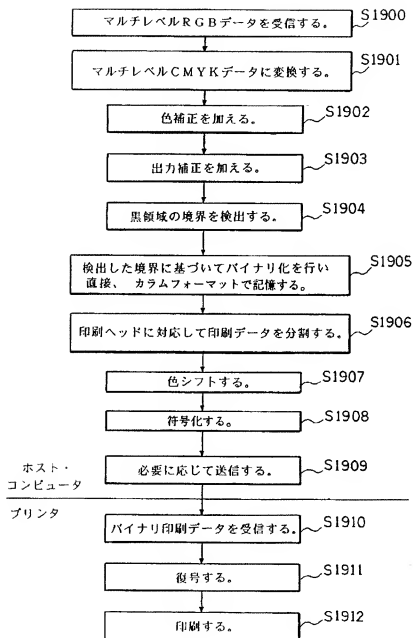 マルチレベルRGBデータを受信する。 S1900
マルチレベルCMYKデータに変換する。 S1901
色補正を加える。 S1902
出力補正を加える。 S1903
黒領域の境界を検出する。 S1904
検出した境界に基づいてバイナリ化を行い
直接、カラムフォーマットで記憶する。 S1905
印刷ヘッドに対応して印刷データを分割する。 S1906
色シフトする。 S1907
符号化する。 S1908
必要に応じて送信する。 S1909
ホスト・
コンピュータ
プリンタ
バイナリ印刷データを受信する。 S1910
復号する。 S1911
印刷する。 S1912